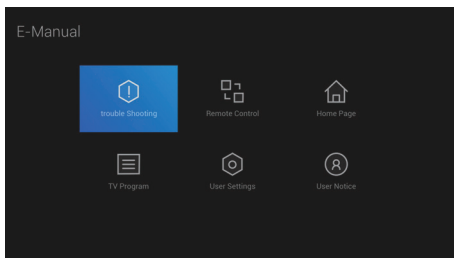 E-Manual
trouble Shooting
Remote Control
Home Page
TV Program
User Settings
User Notice